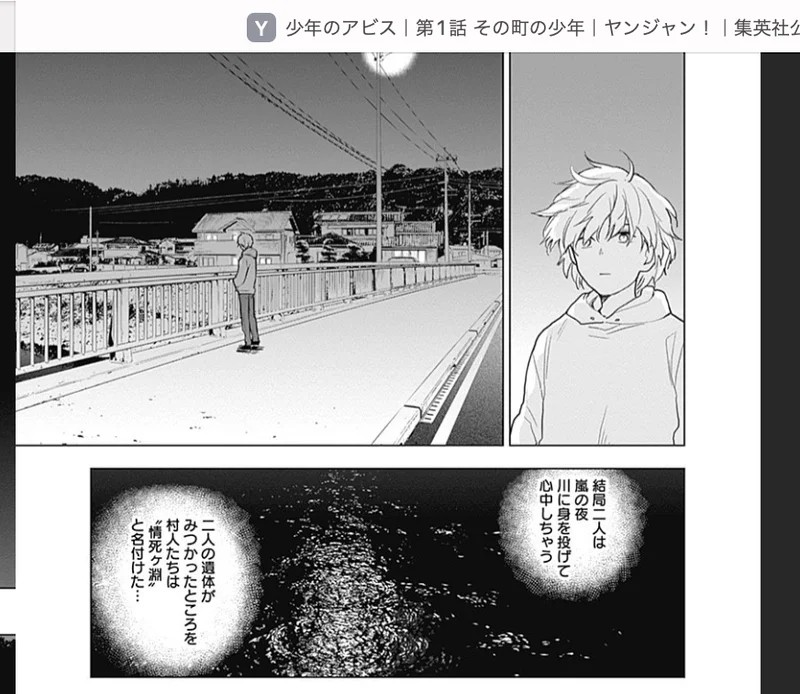 Y 少年のアビス｜第1話 その町の少年｜ヤンジャン！｜集英社公
結局二人は
嵐の夜
川に身を投げて
心中しちゃう
二人の遺体が
みつかったところを
村人たちは
〝情死ヶ淵〟
と名付けた…